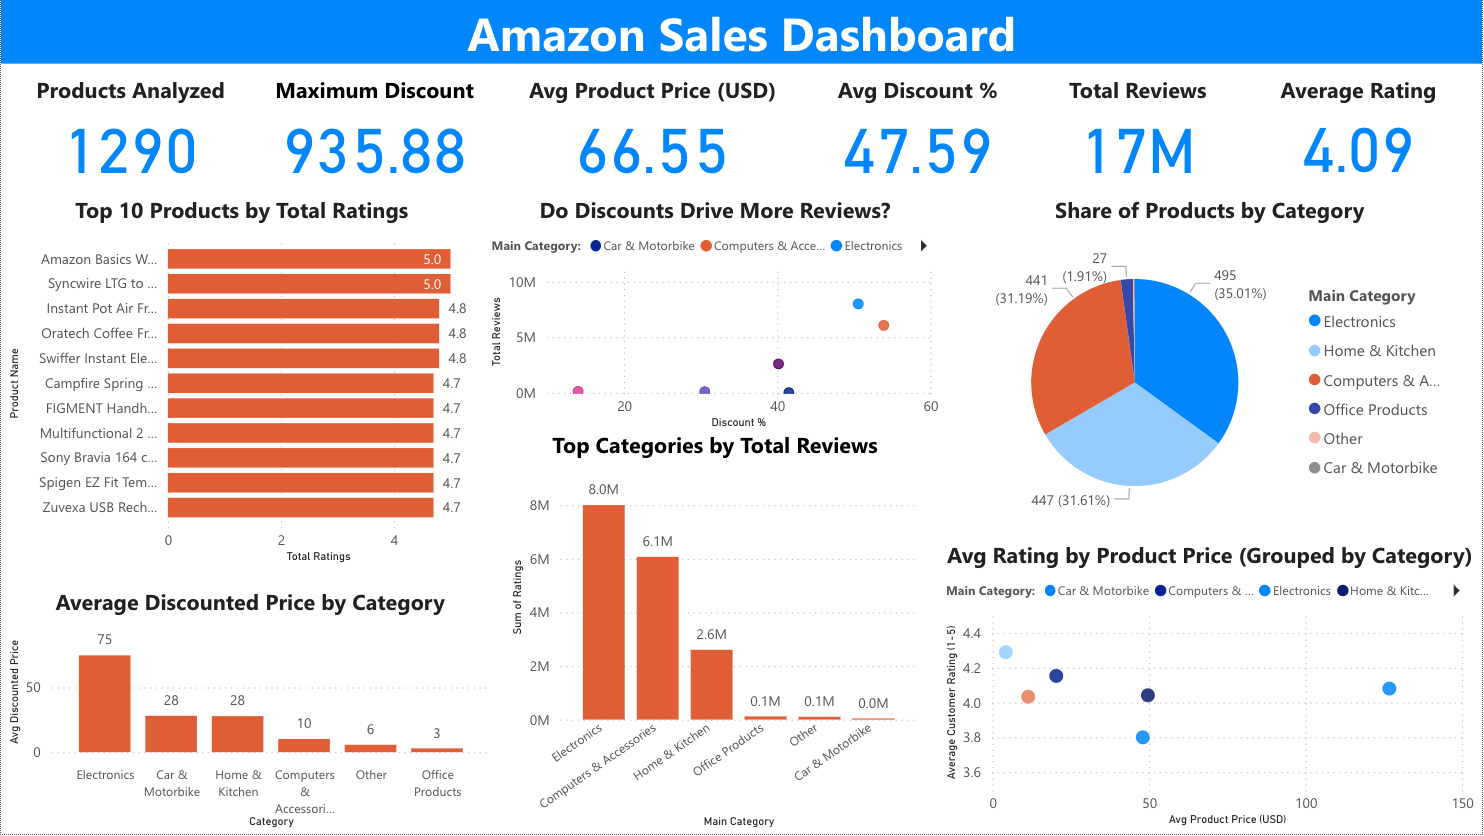 Amazon Sales Dashboard
Products Analyzed
1290
Maximum Discount
935.88
Avg Product Price (USD)
66.55
Avg Discount %
47.59
Total Reviews
17M
Average Rating
4.09
Top 10 Products by Total Ratings
Product Name
Amazon Basics W... 5.0
Syncwire LTG to ... 5.0
Instant Pot Air Fr... 4.8
Oratech Coffee Fr... 4.8
Swiffer Instant Ele... 4.8
Campfire Spring ... 4.7
FIGMENT Handh... 4.7
Multifunctional 2 ... 4.7
Sony Bravia 164 c... 4.7
Spigen EZ Fit Tem... 4.7
Zuvexa USB Rech... 4.7
0 2 4
Total Ratings
Average Discounted Price by Category
Avg Discounted Price
50
0
75 28 28 10 6 3
Electronics
Car & Motorbike
Home & Kitchen
Computers & Accessori...
Other
Office Products
Category
Do Discounts Drive More Reviews?
Main Category: Car & Motorbike Computers & Acce... Electronics
Total Reviews
10M
5M
0M
20 40 60
Discount %
Top Categories by Total Reviews
Sum of Ratings
8M
6M
4M
2M
0M
8.0M 6.1M 2.6M 0.1M 0.1M 0.0M
Electronics
Computers & Accessories
Home & Kitchen
Office Products
Other
Car & Motorbike
Main Category
Share of Products by Category
27
(1.91%)
441
(31.19%)
495
(35.01%)
447 (31.61%)
Main Category
Electronics
Home & Kitchen
Computers & A...
Office Products
Other
Car & Motorbike
Avg Rating by Product Price (Grouped by Category)
Main Category: Car & Motorbike Computers & ... Electronics Home & Kitc...
Average Customer Rating (1-5)
4.4
4.2
4.0
3.8
3.6
0 50 100 150
Avg Product Price (USD)